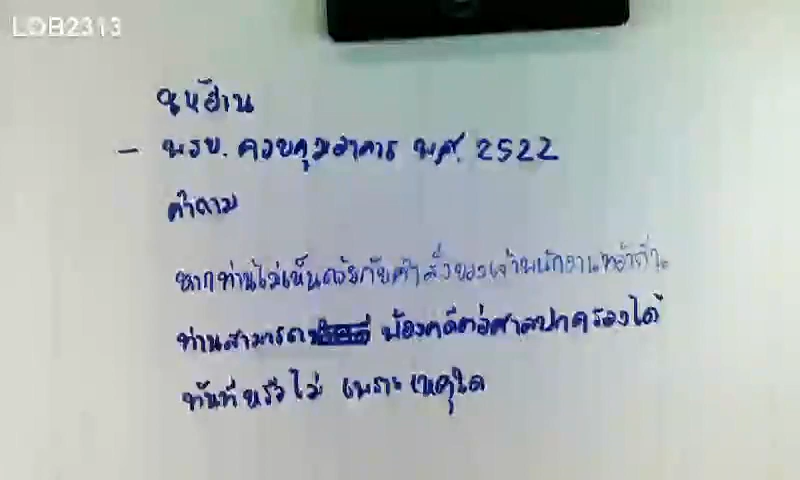 LOB2313
ให้อ่าน
- พรบ. ควบคุมอาคาร พ.ศ. 2522
คำถาม
หากท่านไม่เห็นด้วยกับคำสั่งของเจ้าพนักงานท้องถิ่น
ท่านสามารถ ฟ้องคดีต่อศาลปกครองได้
ทันทีหรือไม่ เพราะเหตุใด